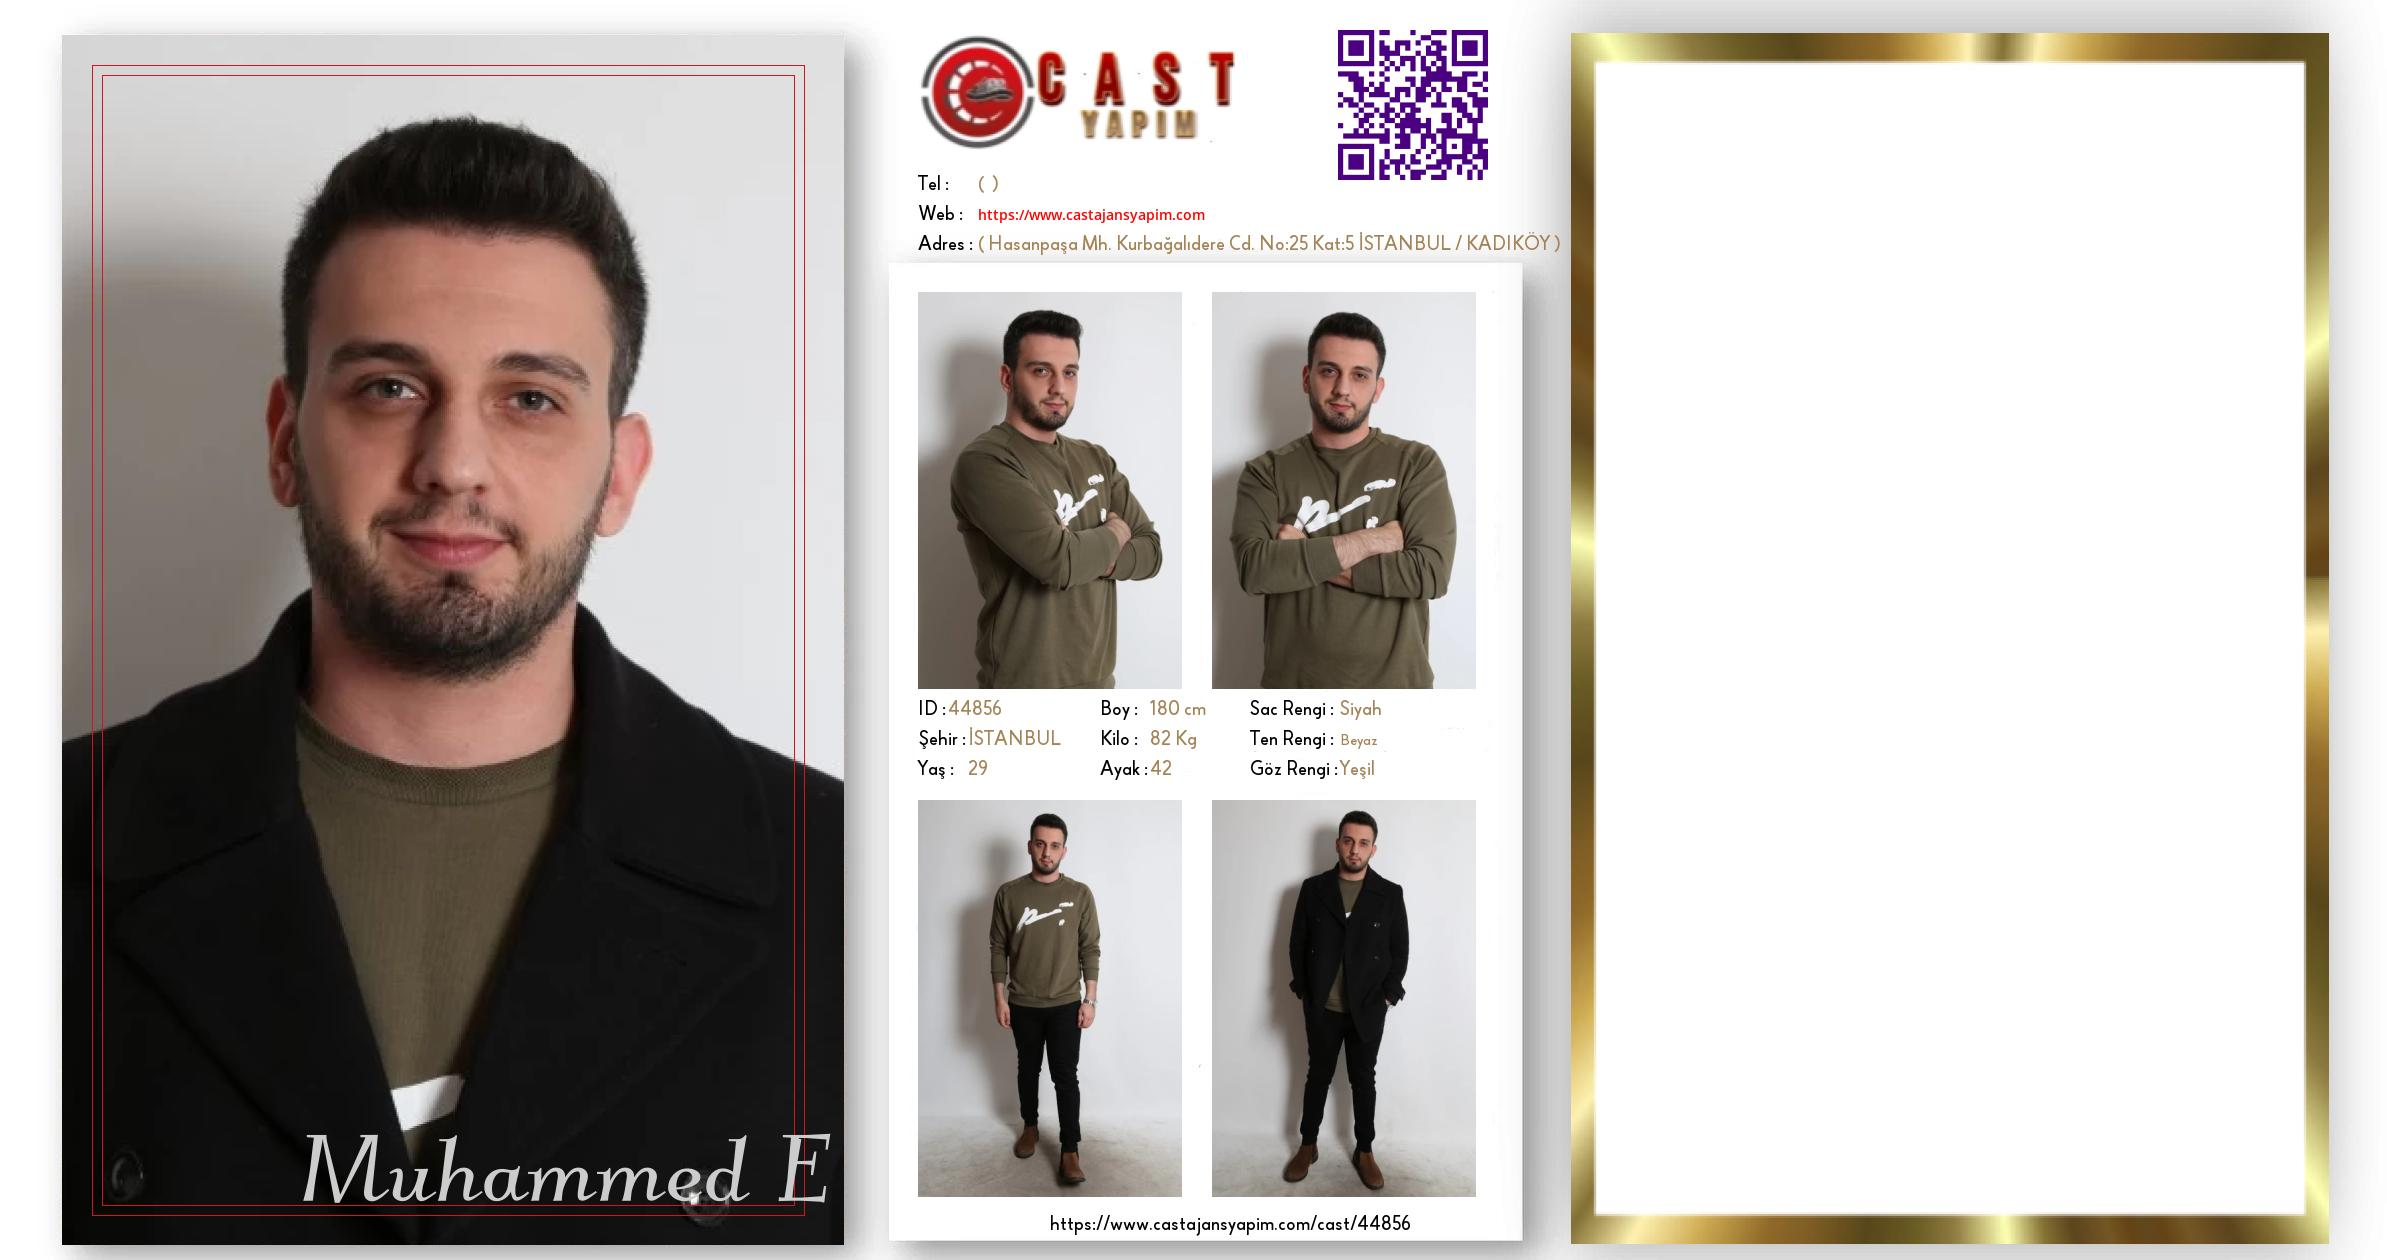 Muhammed E
CAST
YAPIM
Tel : ( )
Web : https://www.castajansyapim.com
Adres : ( Hasanpaşa Mh. Kurbağalıdere Cd. No:25 Kat:5 İSTANBUL / KADIKÖY )
ID : 44856 Boy : 180 cm Sac Rengi : Siyah
Şehir : İSTANBUL Kilo : 82 Kg Ten Rengi : Beyaz
Yaş : 29 Ayak : 42 Göz Rengi : Yeşil
https://www.castajansyapim.com/cast/44856